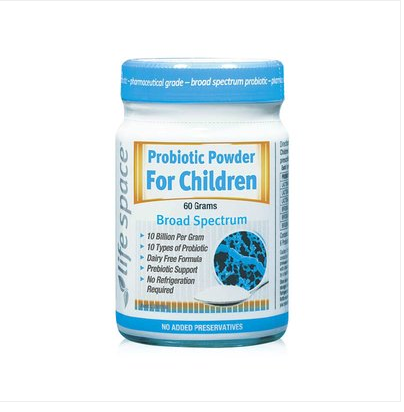 pharmaceutical grade – broad spectrum probiotic –
life space
Probiotic Powder
For Children
60 Grams
Broad Spectrum
10 Billion Per Gram
10 Types of Probiotic
Dairy Free Formula
Prebiotic Support
No Refrigeration
Required
NO ADDED PRESERVATIVES